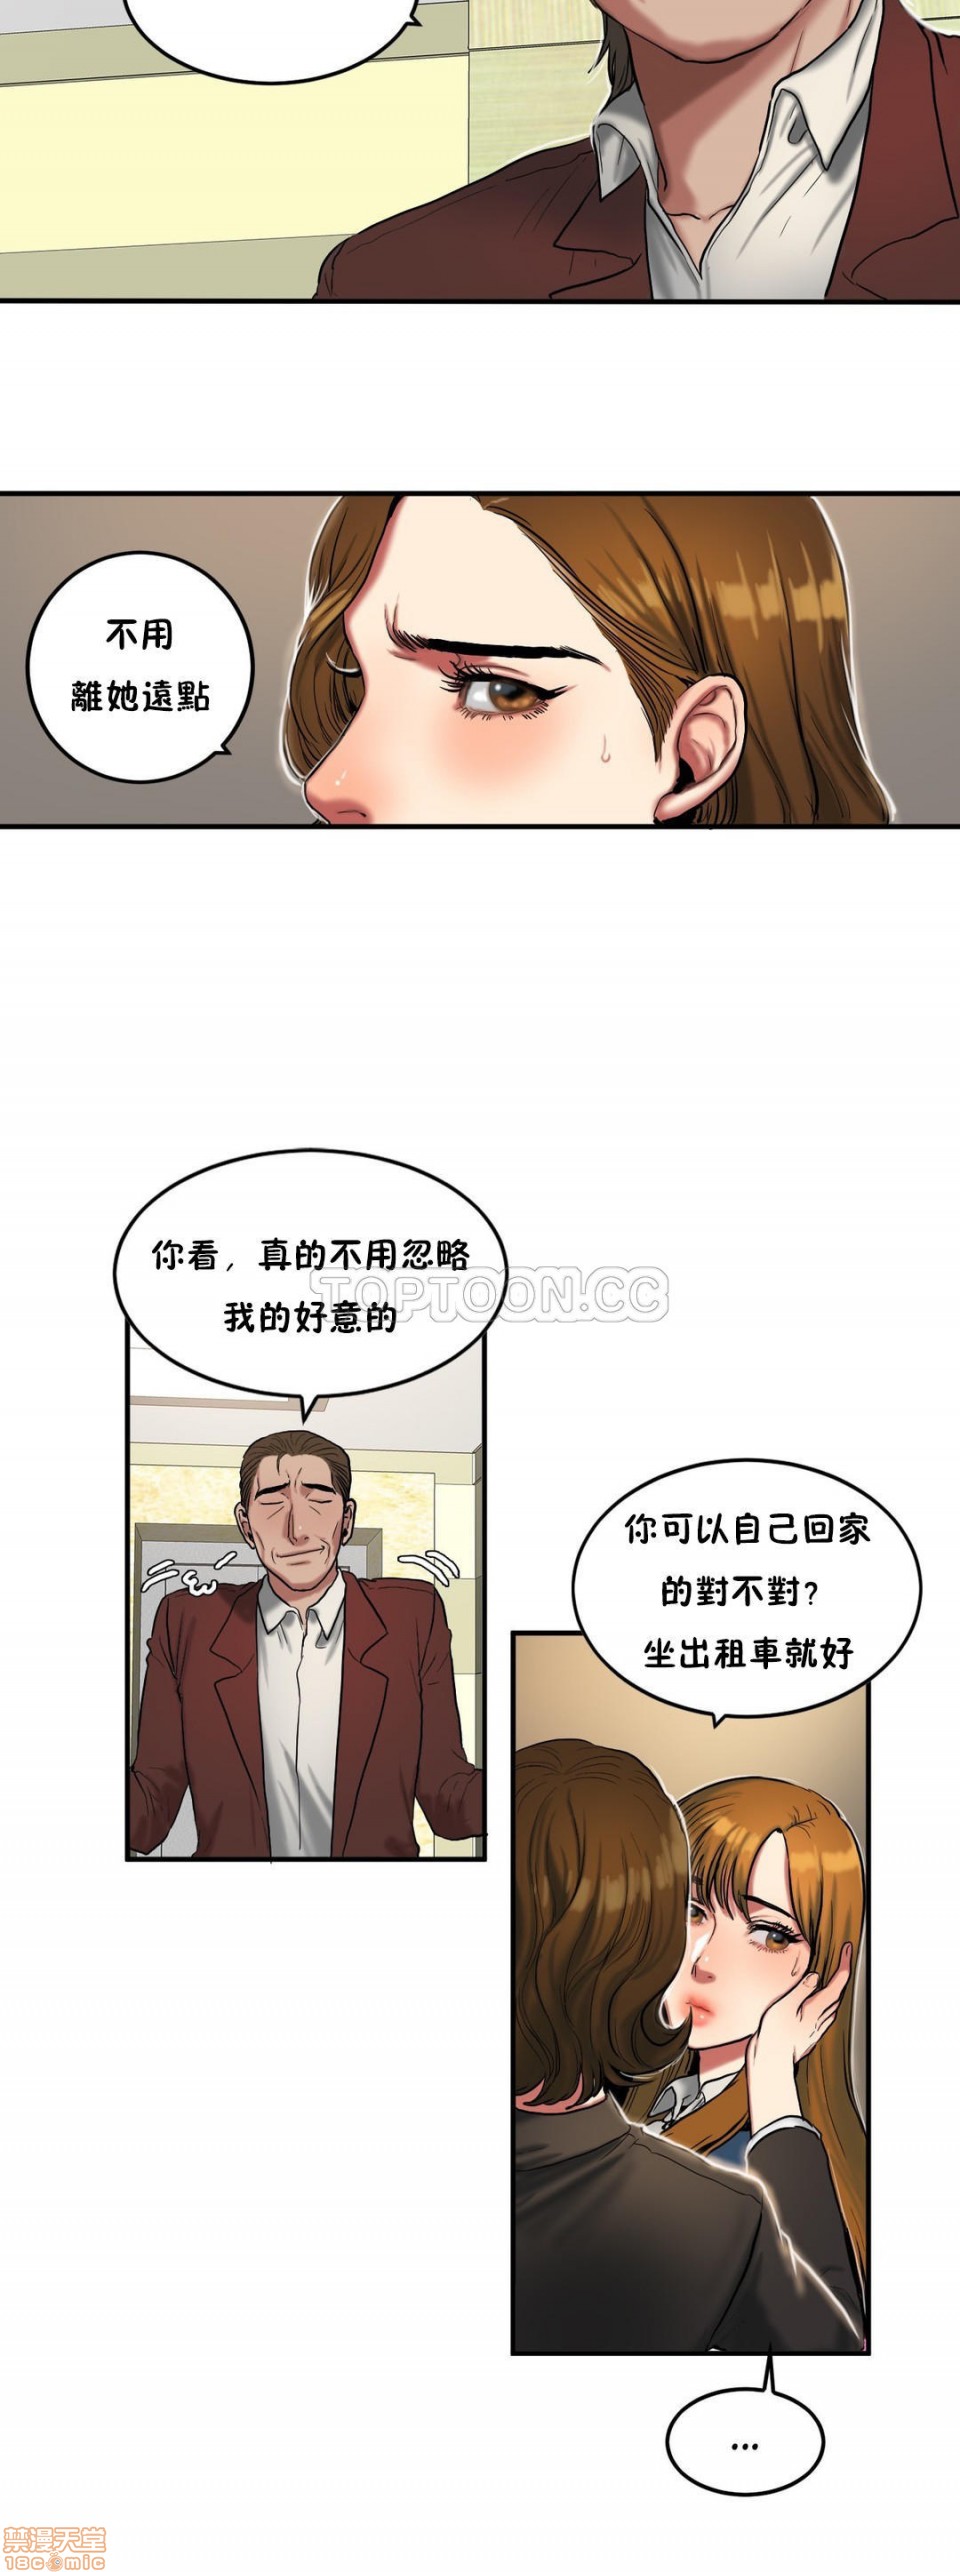 不用
離她遠點
你看，真的不用忽略
我的好意的
TOPTOON.CC
你可以自己回家
的對不對？
坐出租車就好
...
禁漫天堂
18comic